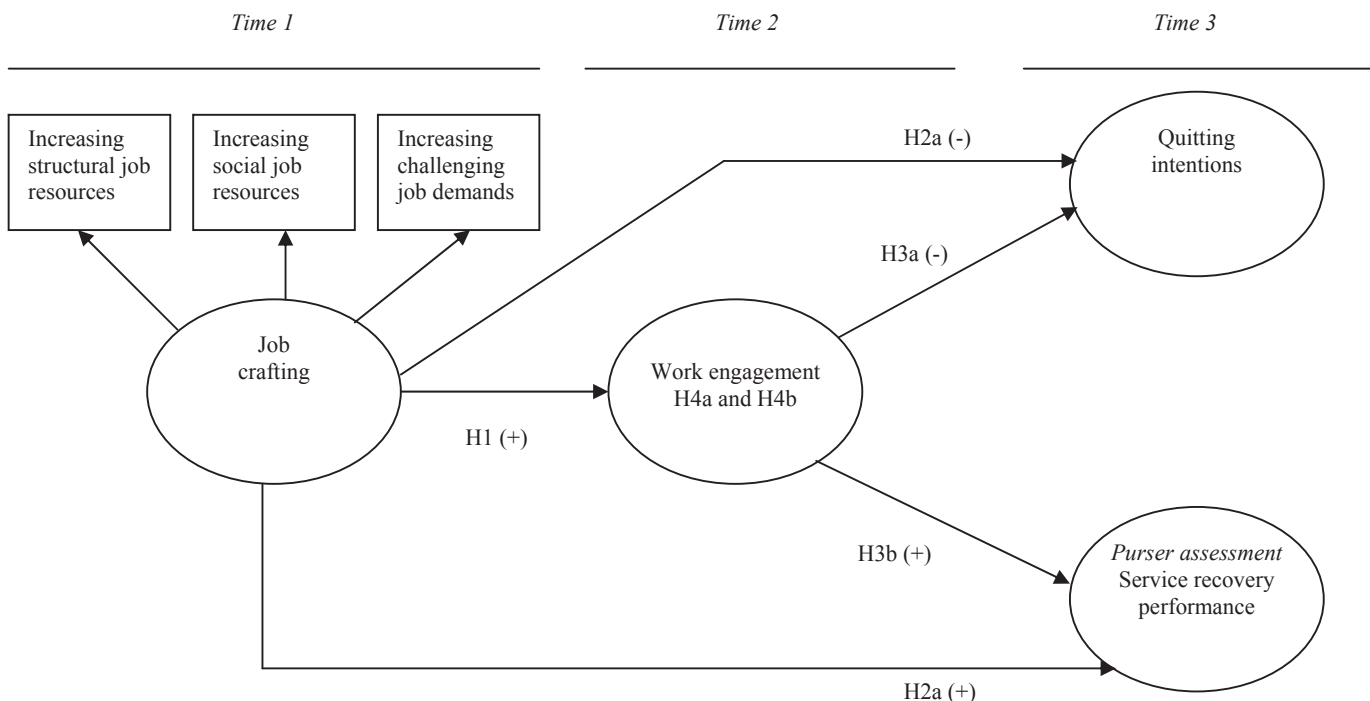 Time 1
Time 2
Time 3
Increasing
structural job
resources
Increasing
social job
resources
Increasing
challenging
job demands
H2a (-)
Quitting
intentions
H3a (-)
Job
crafting
Work engagement
H4a and H4b
H1 (+)
H3b (+)
Purser assessment
Service recovery
performance
H2a (+)